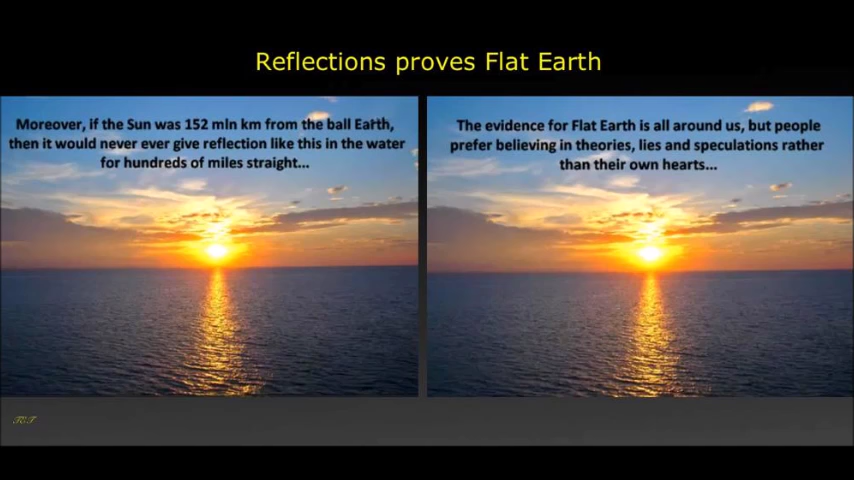 Reflections proves Flat Earth
Moreover, if the Sun was 152 mln km from the ball Earth,
then it would never ever give reflection like this in the water
for hundreds of miles straight...
The evidence for Flat Earth is all around us, but people
prefer believing in theories, lies and speculations rather
than their own hearts...